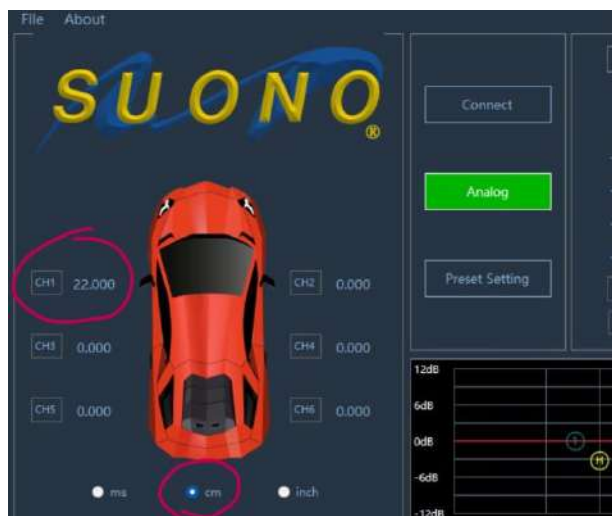 File About
SUONO
®
Connect
Analog
Preset Setting
CH1 22.000
CH2 0.000
CH3 0.000
CH4 0.000
CH5 0.000
CH6 0.000
ms cm inch
12dB
6dB
0dB
-6dB
-12dB
T
H